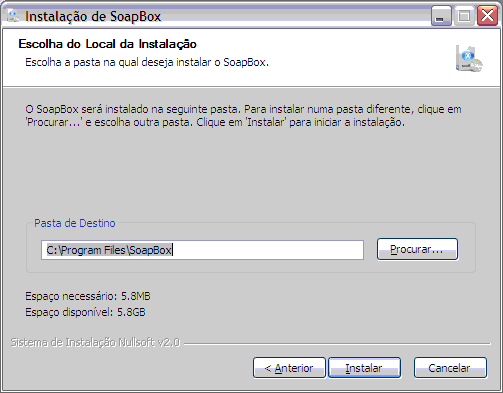 Instalação de SoapBox
Escolha do Local da Instalação
Escolha a pasta na qual deseja instalar o SoapBox.
O SoapBox será instalado na seguinte pasta. Para instalar numa pasta diferente, clique em
'Procurar...' e escolha outra pasta. Clique em 'Instalar' para iniciar a instalação.
Pasta de Destino
C:\Program Files\SoapBox
Procurar...
Espaço necessário: 5.8MB
Espaço disponível: 5.8GB
Sistema de Instalação Nullsoft v2.0
< Anterior
Instalar
Cancelar